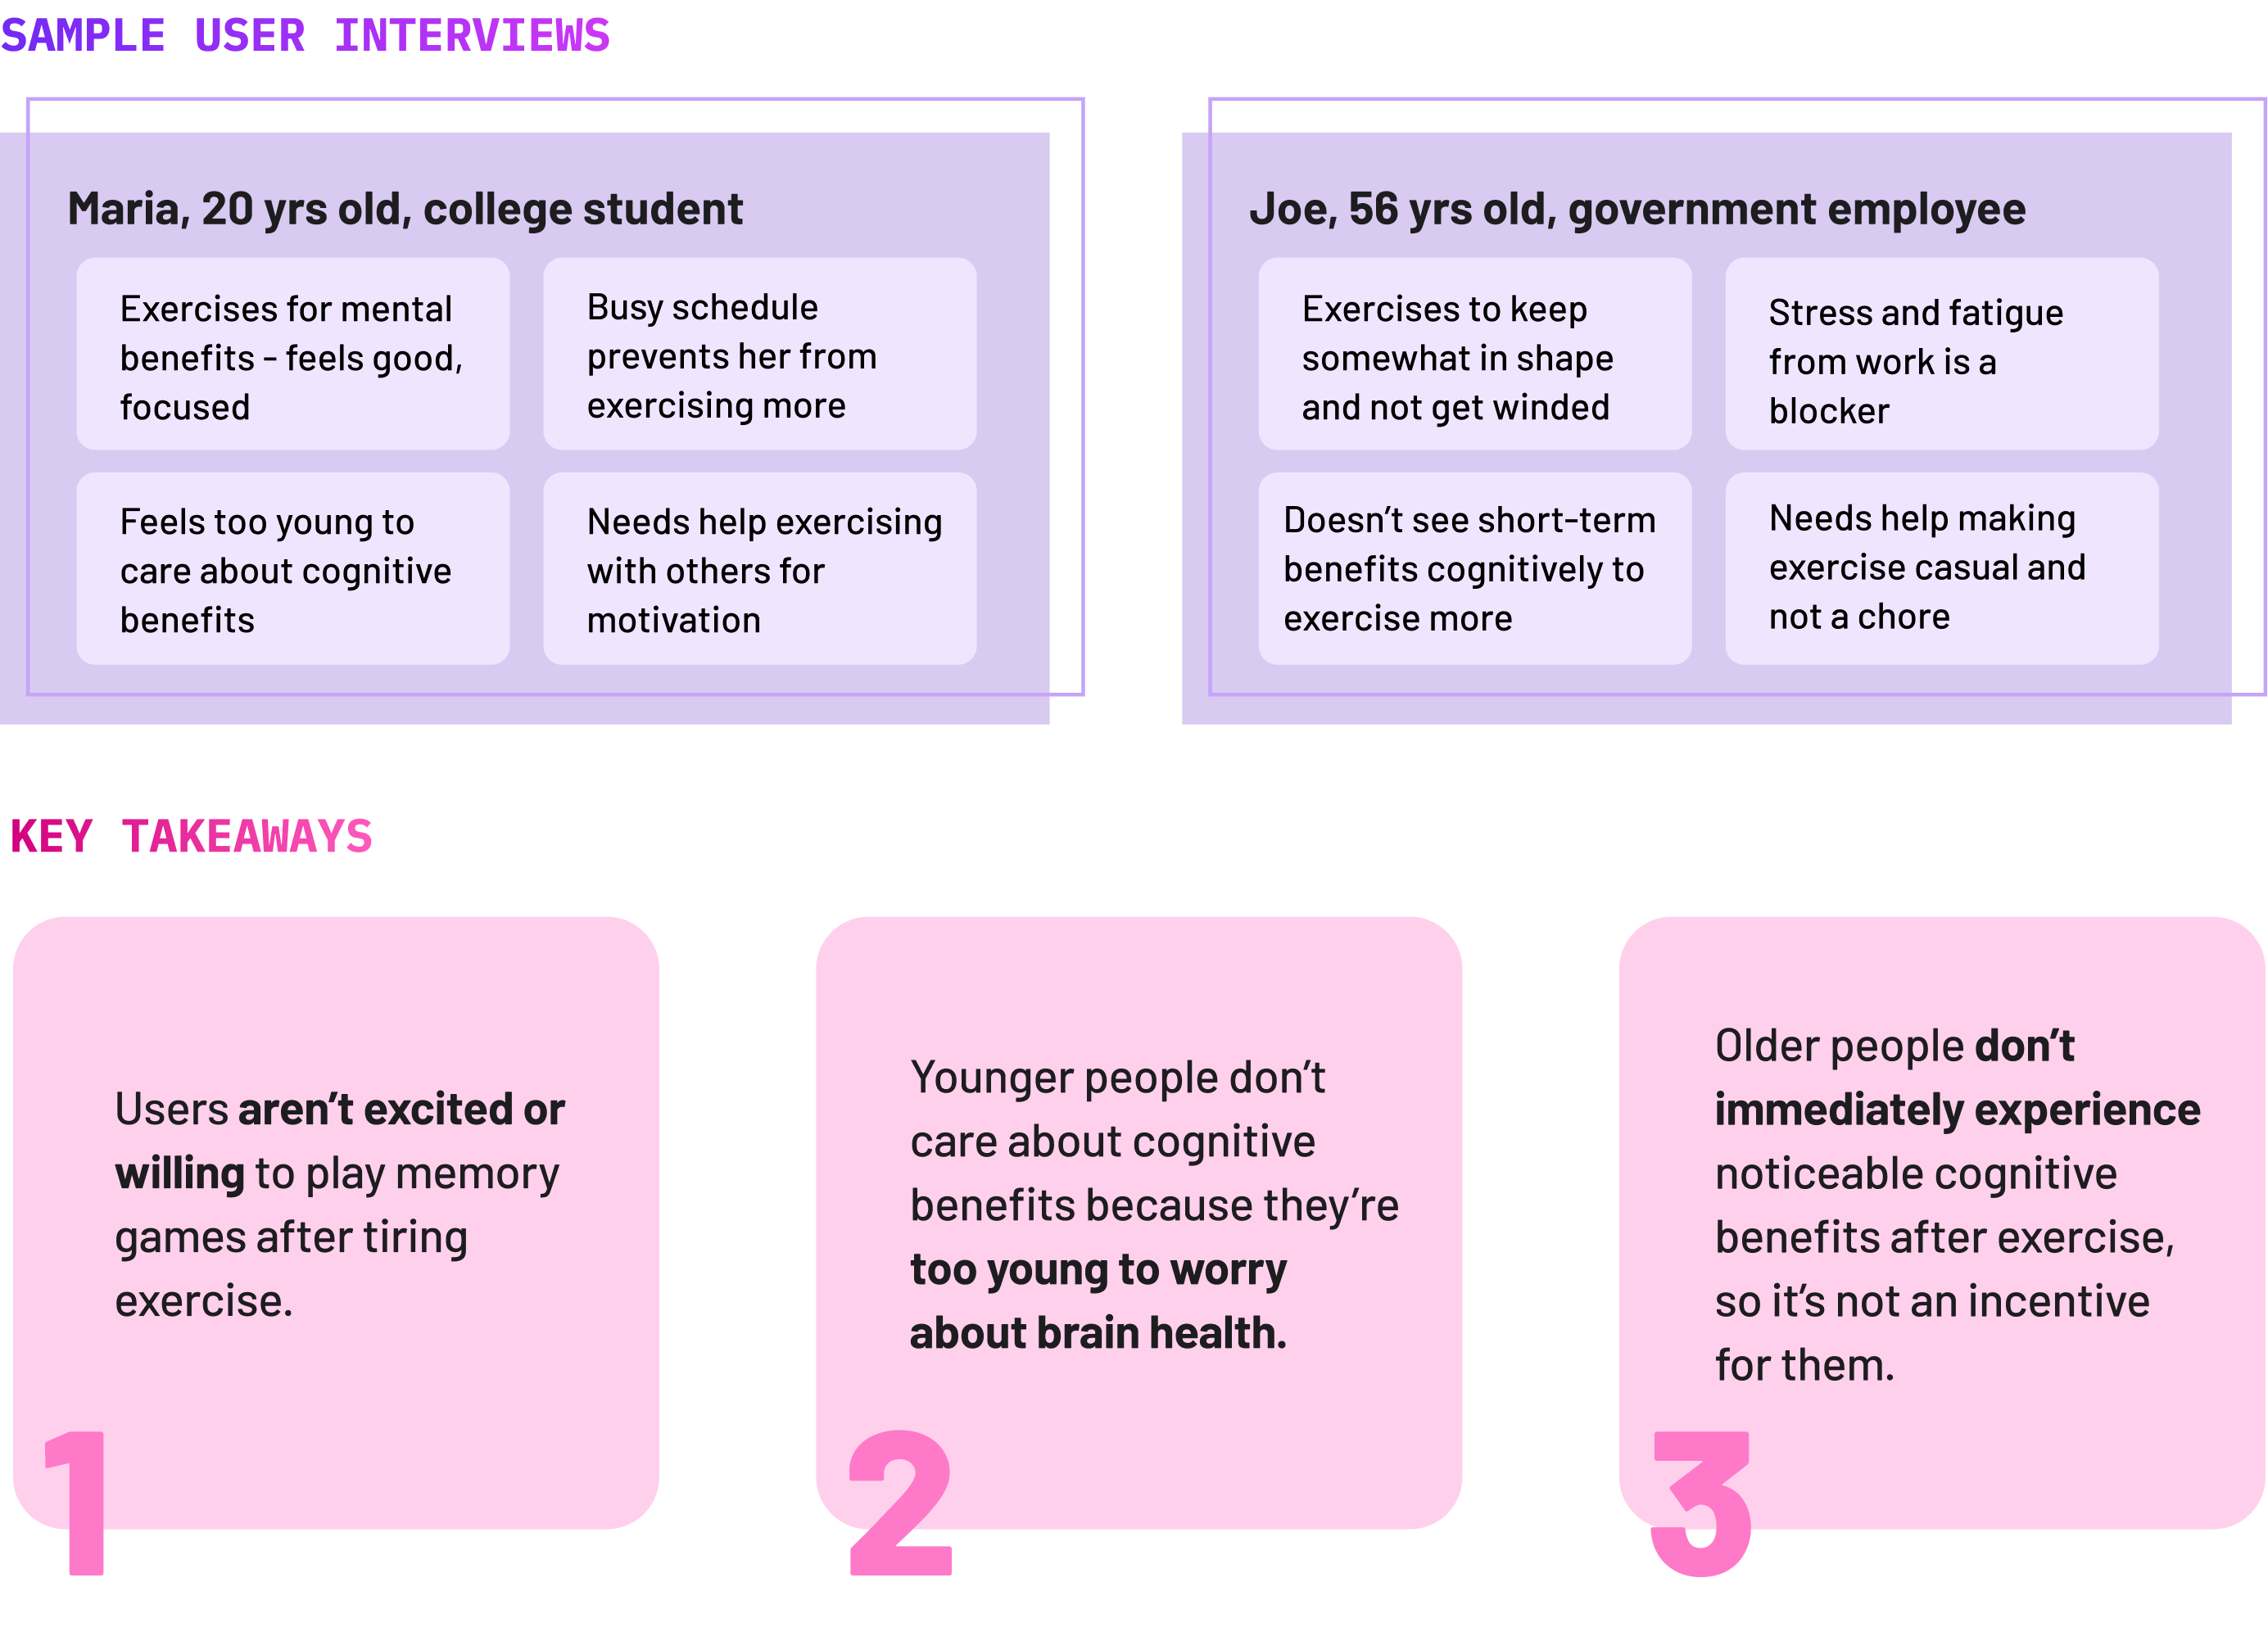 SAMPLE USER INTERVIEWS
Maria, 20 yrs old, college student
Exercises for mental
benefits - feels good,
focused
Busy schedule
prevents her from
exercising more
Feels too young to
care about cognitive
benefits
Needs help exercising
with others for
motivation
Joe, 56 yrs old, government employee
Exercises to keep
somewhat in shape
and not get winded
Stress and fatigue
from work is a
blocker
Doesn’t see short-term
benefits cognitively to
exercise more
Needs help making
exercise casual and
not a chore
KEY TAKEAWAYS
Users aren’t excited or
willing to play memory
games after tiring
exercise.
1
Younger people don’t
care about cognitive
benefits because they’re
too young to worry
about brain health.
2
Older people don’t
immediately experience
noticeable cognitive
benefits after exercise,
so it’s not an incentive
for them.
3